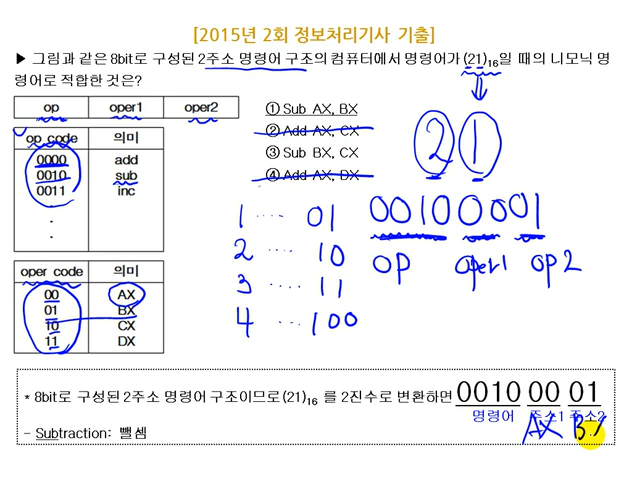 [2015년 2회 정보처리기사 기출]
▶ 그림과 같은 8bit로 구성된 2주소 명령어 구조의 컴퓨터에서 명령어가 (21)16일 때의 니모닉 명
령어로 적합한 것은?
op oper1 oper2
op code 의미
0000 add
0010 sub
0011 inc
.
.
oper code 의미
00 AX
01 BX
10 CX
11 DX
① Sub AX, BX
② Add AX, CX
③ Sub BX, CX
④ Add AX, DX
21
1 ···· 01
2 ···· 10
3 ··· 11
4 ··· 100
00100001
OP oper1 OP2
* 8bit로 구성된 2주소 명령어 구조이므로 (21)16 를 2진수로 변환하면 0010 00 01
명령어 주소1 주소2
AX BX
- Subtraction: 뺄셈